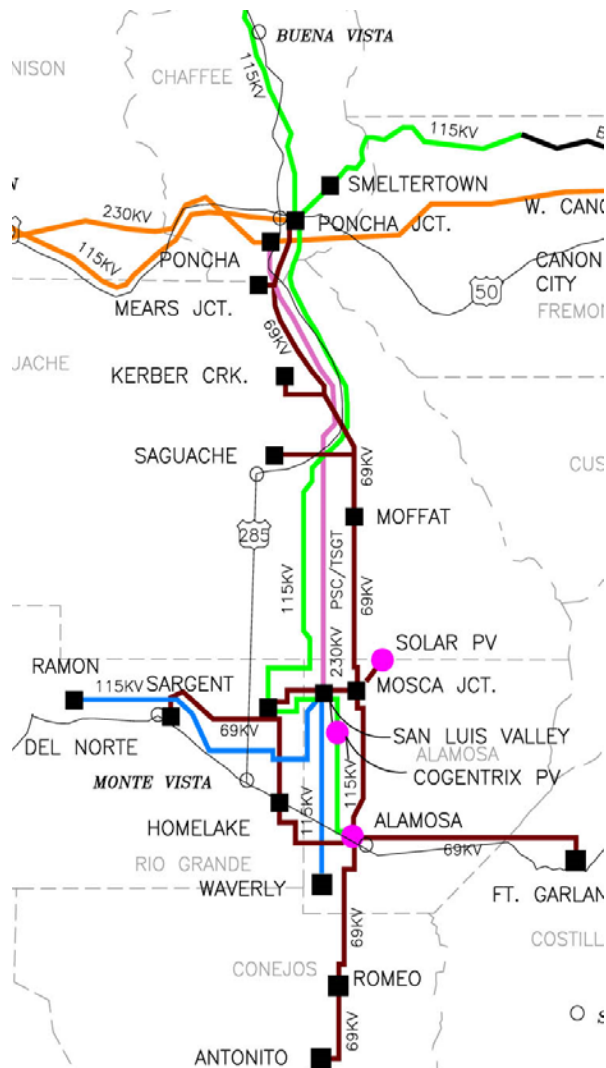 BUENA VISTA
NISON
CHAFFEE
115KV
115KV
SMELTERTOWN
230KV
W. CANO
PONCHA JCT.
115KV
PONCHA
CANON
CITY
50
MEARS JCT.
FREMON
69KV
UACHE
KERBER CRK.
SAGUACHE
69KV
CUS
MOFFAT
285
115KV
PSC/TSGT
69KV
230KV
SOLAR PV
RAMON
115KV
SARGENT
MOSCA JCT.
69KV
SAN LUIS VALLEY
DEL NORTE
ALAMOSA
COGENTRIX PV
MONTE VISTA
115KV
115KV
HOMELAKE
ALAMOSA
69KV
RIO GRANDE
WAVERLY
FT. GARLAN
69KV
COSTILL
CONEJOS
ROMEO
S
69KV
ANTONITO